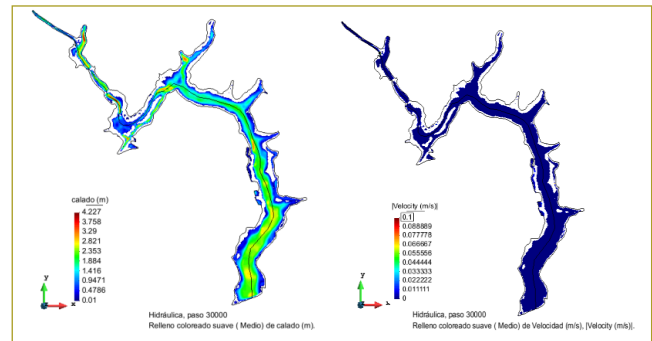 calado (m)
4.227
3.758
3.29
2.821
2.353
1.884
1.416
0.9471
0.4786
0.01
y
x
Hidráulica, paso 30000
Relleno coloreado suave ( Medio) de calado (m).
|Velocity (m/s)|
0.1
0.088889
0.077778
0.066667
0.055556
0.044444
0.033333
0.022222
0.011111
0
y
x
Hidráulica, paso 30000
Relleno coloreado suave ( Medio) de Velocidad (m/s), |Velocity (m/s)|.